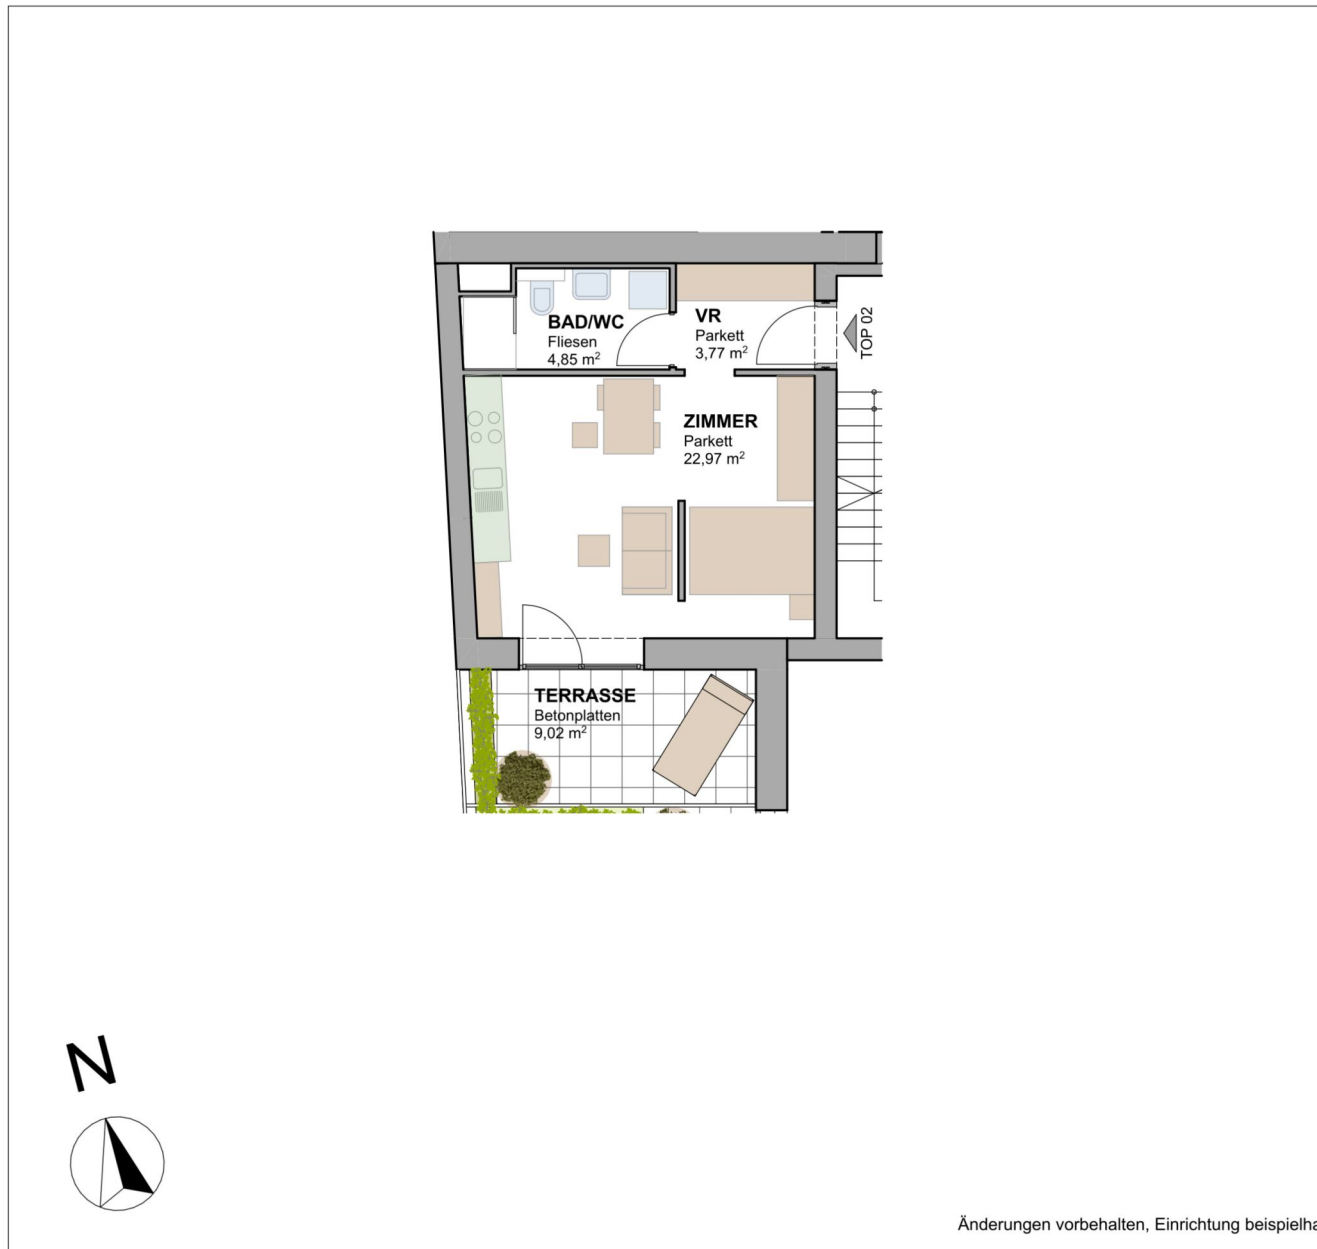 BAD/WC
Fliesen
4,85 m²
VR
Parkett
3,77 m²
TOP 02
ZIMMER
Parkett
22,97 m²
TERRASSE
Betonplatten
9,02 m²
N
Änderungen vorbehalten, Einrichtung beispielha